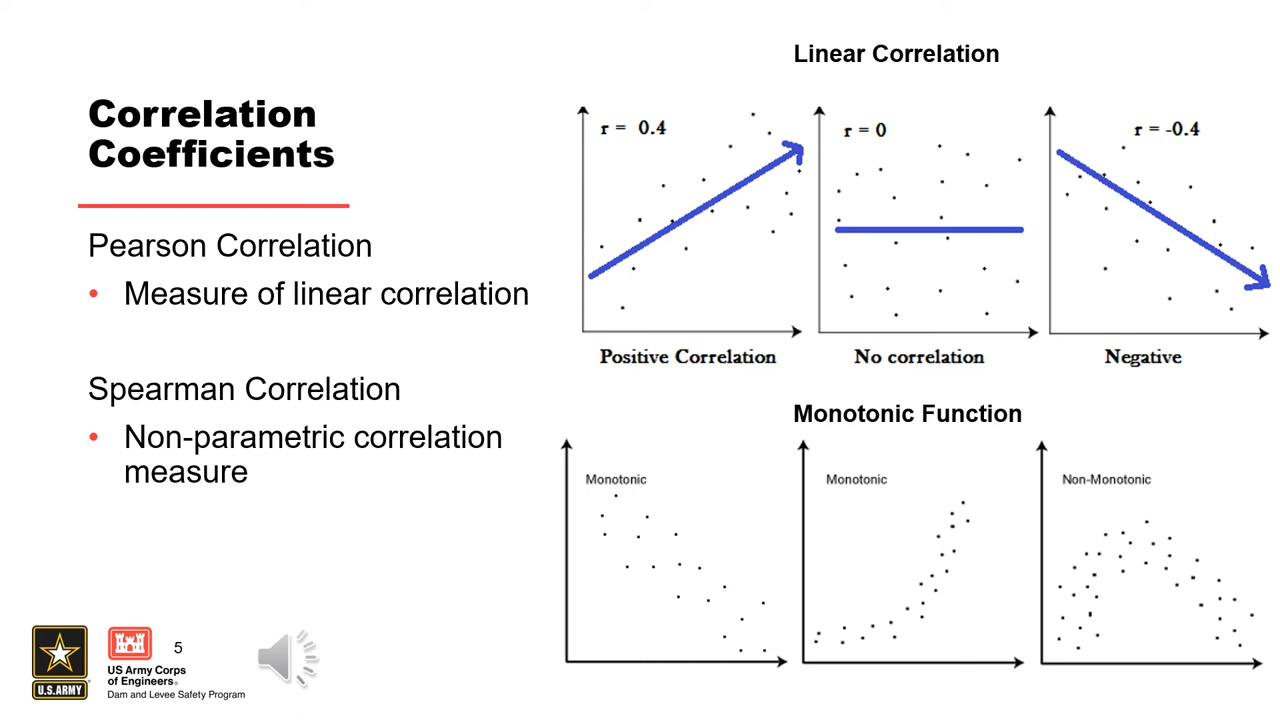 Correlation
Coefficients
Pearson Correlation
• Measure of linear correlation
Spearman Correlation
• Non-parametric correlation
measure
Linear Correlation
r = 0.4
r = 0
r = -0.4
Positive Correlation
No correlation
Negative
Monotonic Function
Monotonic
Monotonic
Non-Monotonic
U.S.ARMY
US Army Corps
of Engineers®
Dam and Levee Safety Program
5